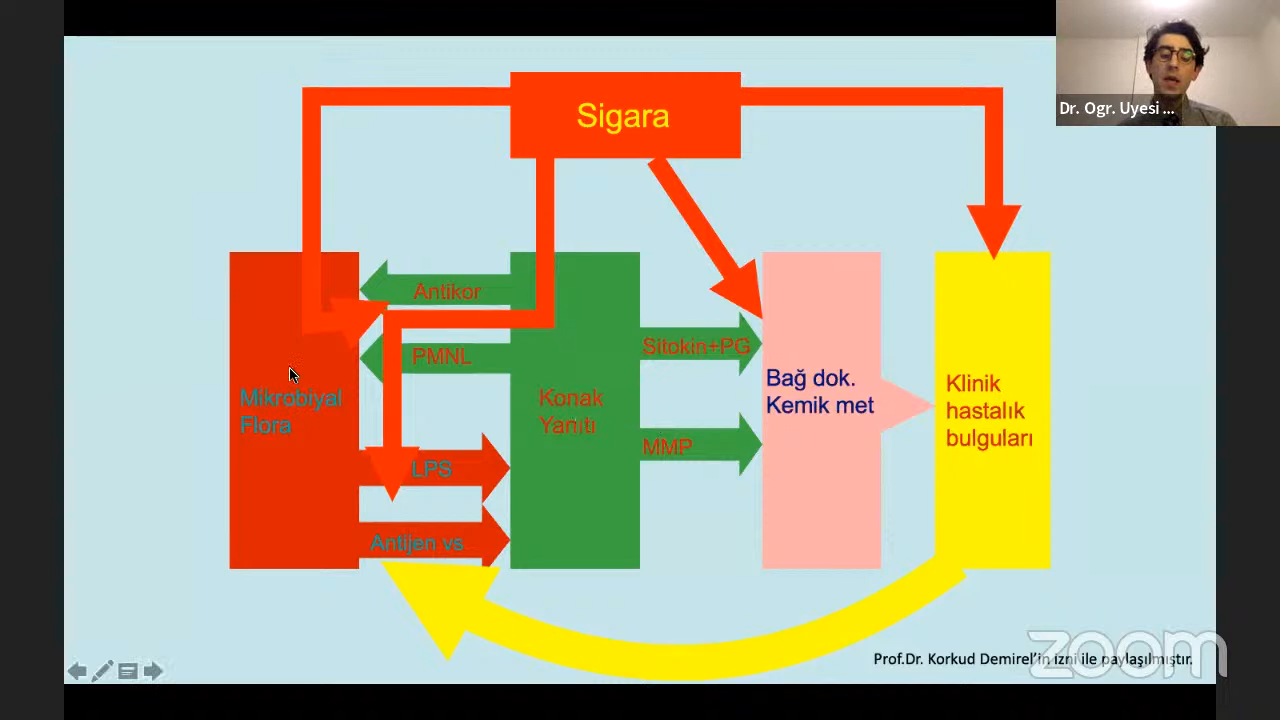 Sigara
Dr. Ogr. Uyesi ...
Antikor
PMNL
Sitokin+PG
Mikrobiyal
Flora
Konak
Yanıtı
Bağ dok.
Kemik met
Klinik
hastalık
bulguları
MMP
LPS
Antijen vs
Prof.Dr. Korkud Demirel'in izni ile paylaşılmıştır.
zoom